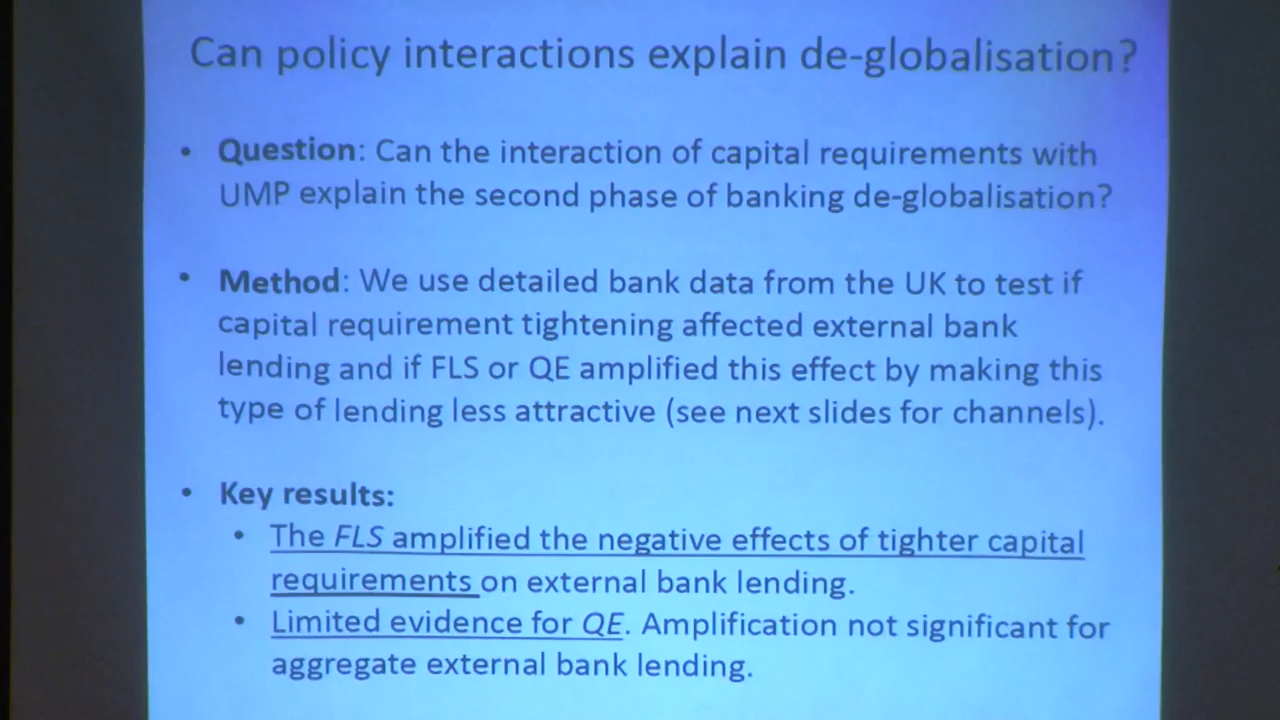 Can policy interactions explain de-globalisation?
• Question: Can the interaction of capital requirements with
UMP explain the second phase of banking de-globalisation?
• Method: We use detailed bank data from the UK to test if
capital requirement tightening affected external bank
lending and if FLS or QE amplified this effect by making this
type of lending less attractive (see next slides for channels).
• Key results:
• The FLS amplified the negative effects of tighter capital
requirements on external bank lending.
• Limited evidence for QE. Amplification not significant for
aggregate external bank lending.